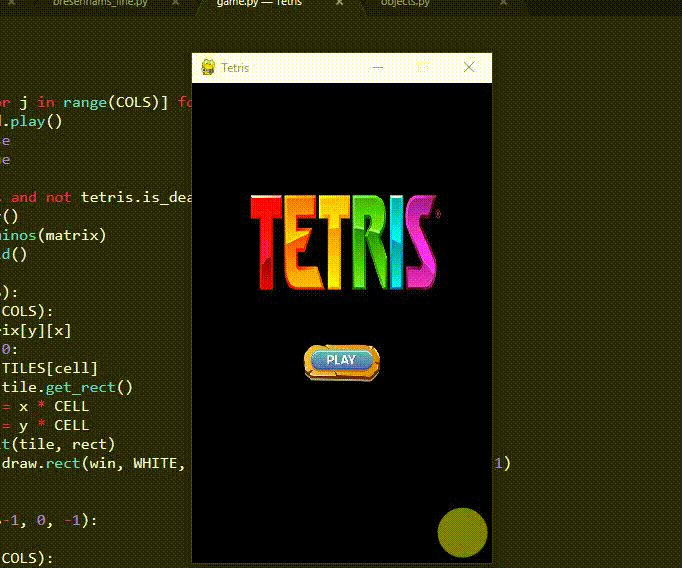 bresenhams_line.py
game.py — Tetris
objects.py
Tetris
or j in range(COLS)] fo
.play()
and not tetris.is_dea
()
inos(matrix)
d()
):
COLS):
rix[y][x]
0:
TILES[cell]
tile.get_rect()
= x * CELL
= y * CELL
t(tile, rect)
draw.rect(win, WHITE,
1)
-1, 0, -1):
COLS):
TETRIS
PLAY